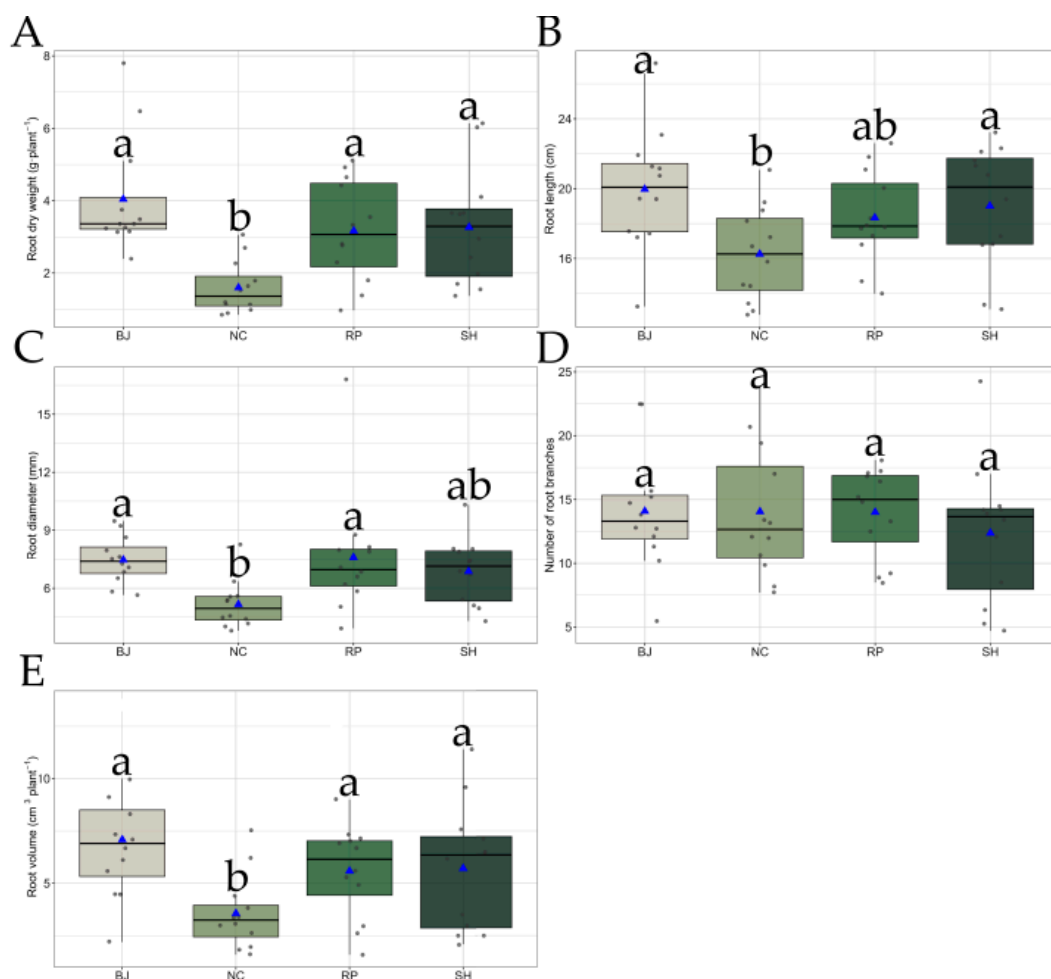 A
Root dry weight (g·plant⁻¹)
8
6
4
2
a
b
a
a
BJ
NC
RP
SH
B
Root length (cm)
24
20
16
a
b
ab
a
BJ
NC
RP
SH
C
Root diameter (mm)
15
12
9
6
a
b
a
ab
BJ
NC
RP
SH
D
Number of root branches
25
20
15
10
5
a
a
a
a
BJ
NC
RP
SH
E
Root volume (cm ³ plant⁻¹)
10
5
a
b
a
a
BJ
NC
RP
SH